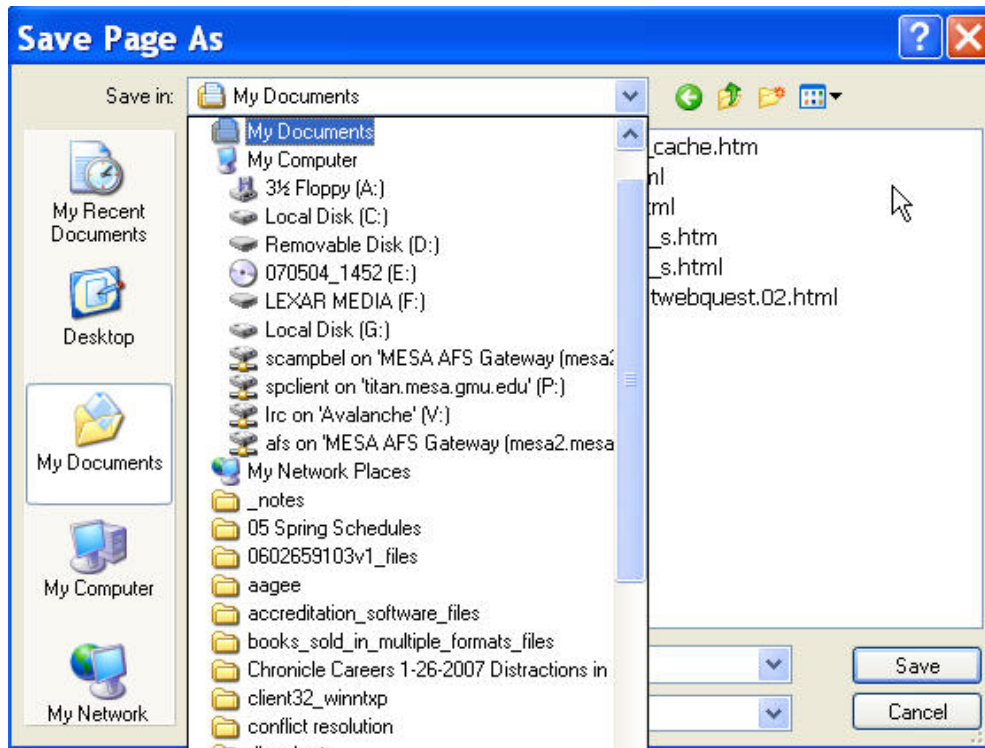 Save Page As
Save in:
My Documents
My Recent
Documents
Desktop
My Documents
My Computer
My Network
My Documents
My Computer
3½ Floppy (A:)
Local Disk (C:)
Removable Disk (D:)
070504_1452 (E:)
LEXAR MEDIA (F:)
Local Disk (G:)
scampbel on 'MESA AFS Gateway (mesa2
spclient on 'titan.mesa.gmu.edu' (P:)
lrc on 'Avalanche' (V:)
afs on 'MESA AFS Gateway (mesa2.mesa
My Network Places
_notes
05 Spring Schedules
0602659103v1_files
aagee
accreditation_software_files
books_sold_in_multiple_formats_files
Chronicle Careers 1-26-2007 Distractions in
client32_winntxp
conflict resolution
_cache.htm
ml
_s.htm
_s.html
twebquest.02.html
Save
Cancel